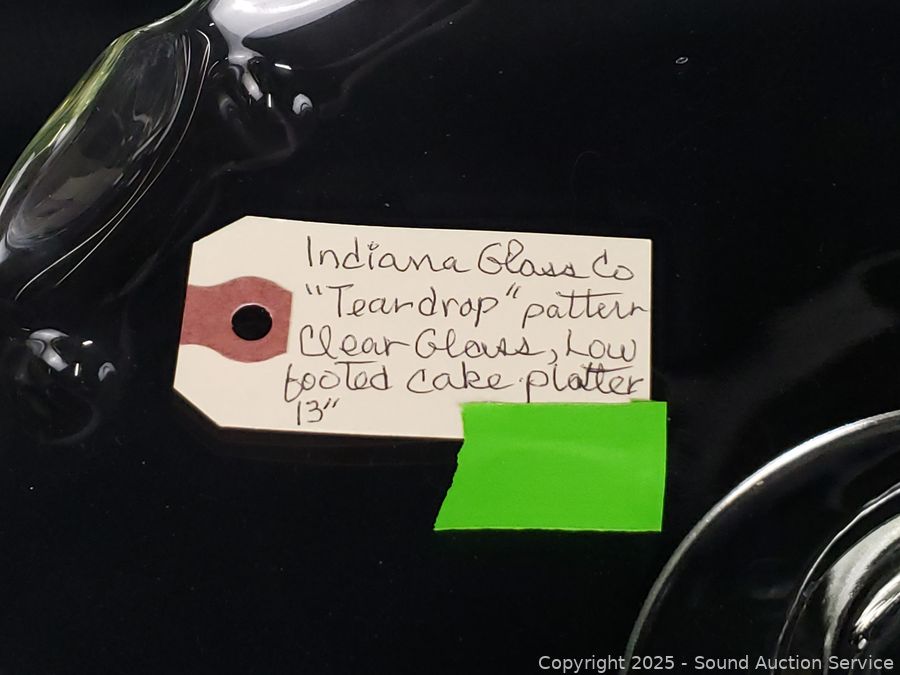 Indiana Glass Co
"Teardrop" pattern
Clear Glass, Low
footed cake platter
13"
Copyright 2025 - Sound Auction Service